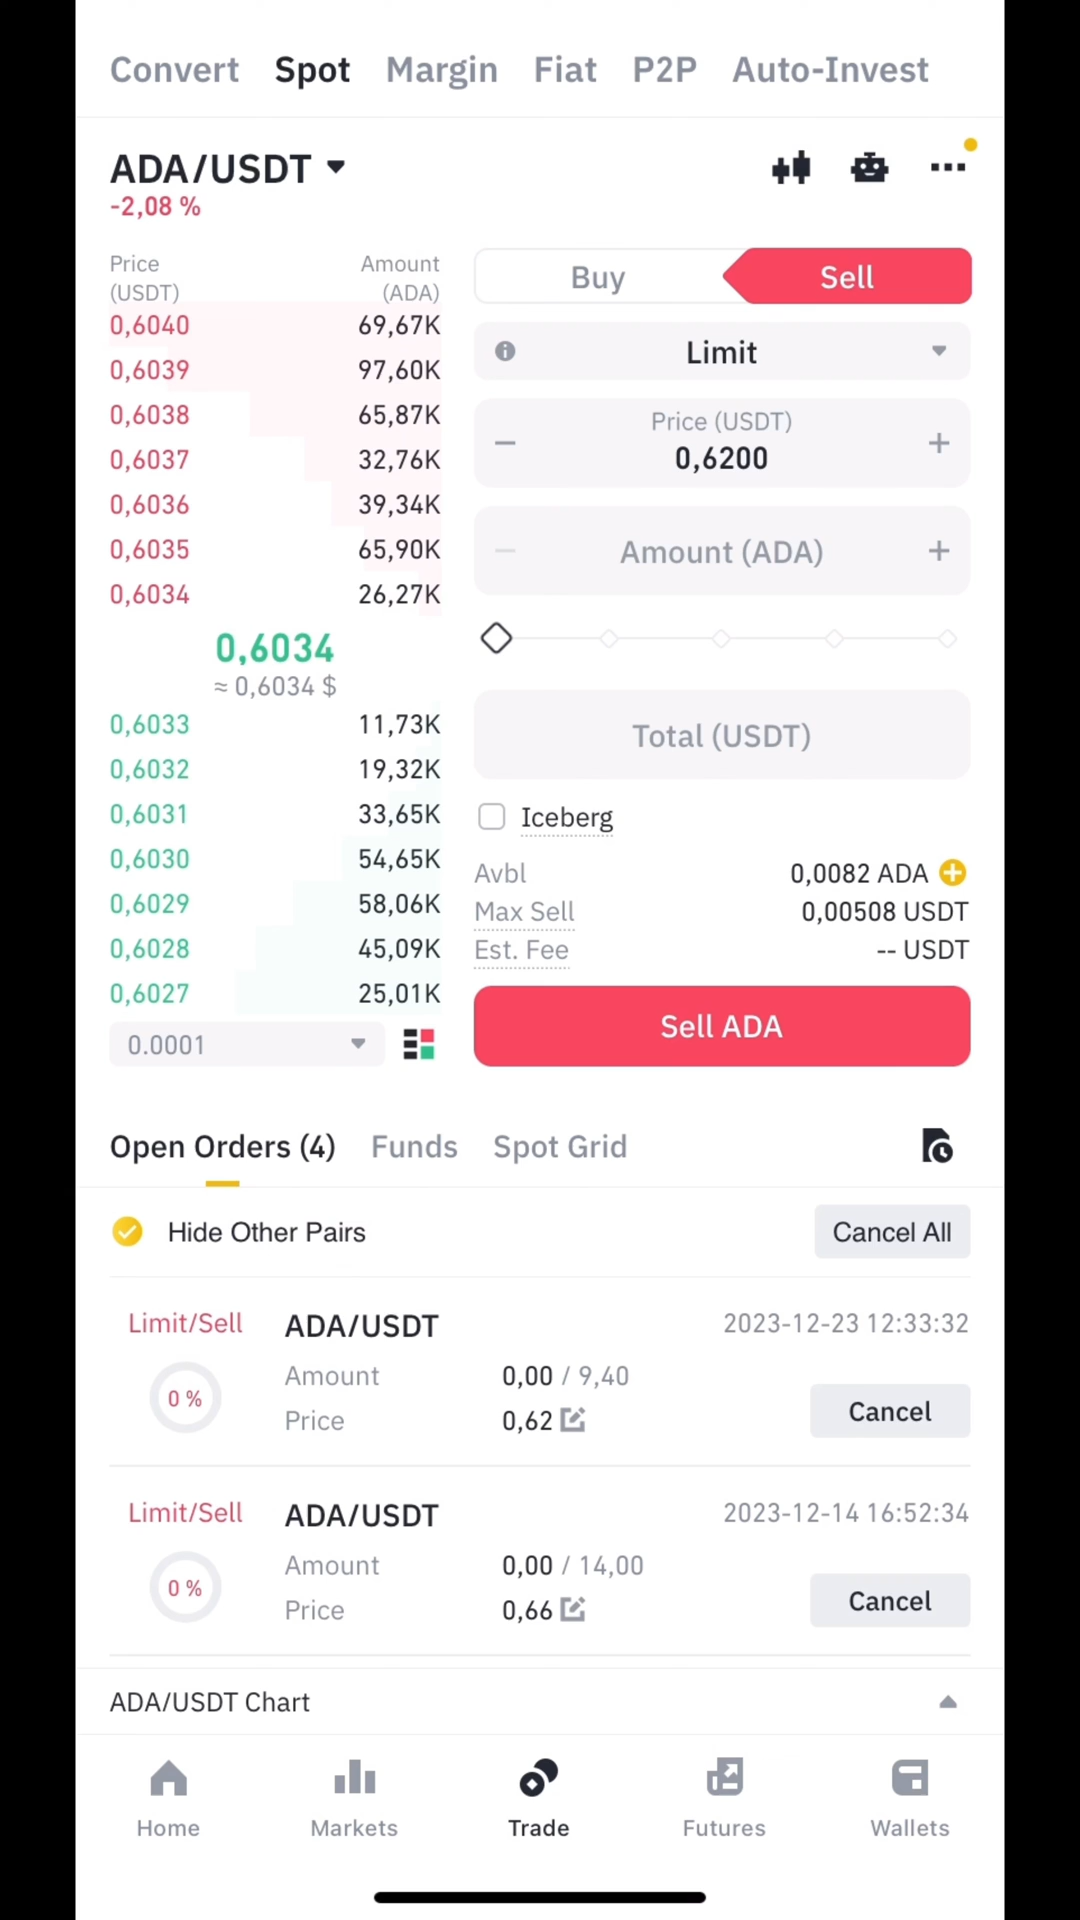 Convert Spot Margin Fiat P2P Auto-Invest
ADA/USDT
-2,08 %
Price (USDT) Amount (ADA)
0,6040 69,67K
0,6039 97,60K
0,6038 65,87K
0,6037 32,76K
0,6036 39,34K
0,6035 65,90K
0,6034 26,27K
0,6034
≈ 0,6034 $
0,6033 11,73K
0,6032 19,32K
0,6031 33,65K
0,6030 54,65K
0,6029 58,06K
0,6028 45,09K
0,6027 25,01K
0.0001
Buy Sell
Limit
Price (USDT)
0,6200
Amount (ADA)
Total (USDT)
Iceberg
Avbl 0,0082 ADA
Max Sell 0,00508 USDT
Est. Fee -- USDT
Sell ADA
Open Orders (4) Funds Spot Grid
Hide Other Pairs Cancel All
Limit/Sell ADA/USDT 2023-12-23 12:33:32
0 % Amount 0,00 / 9,40
Price 0,62 Cancel
Limit/Sell ADA/USDT 2023-12-14 16:52:34
0 % Amount 0,00 / 14,00
Price 0,66 Cancel
ADA/USDT Chart
Home Markets Trade Futures Wallets